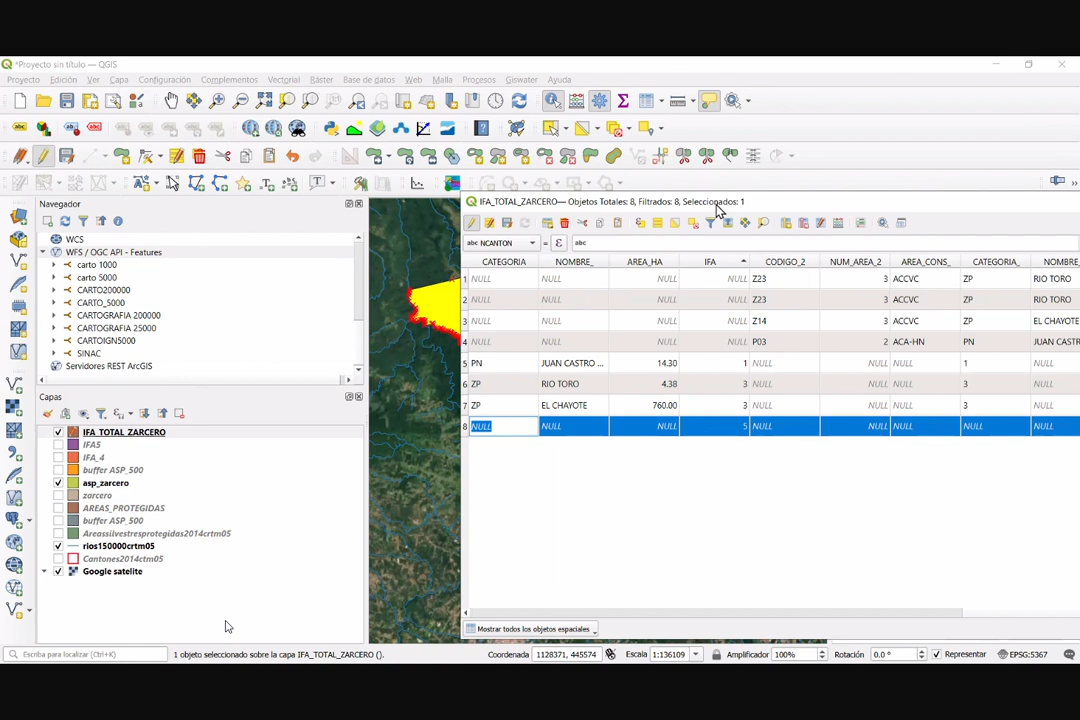 *Proyecto sin título — QGIS
Proyecto Edición Ver Capa Configuración Complementos Vectorial Ráster Base de datos Web Malla Procesos Giswater Ayuda
Navegador
WCS
WFS / OGC API - Features
carto 1000
carto 5000
CARTO200000
CARTO_5000
CARTOGRAFIA 200000
CARTOGRAFIA 25000
CARTOIGN5000
SINAC
Servidores REST ArcGIS
Capas
IFA_TOTAL_ZARCERO
IFA5
IFA_4
buffer ASP_500
asp_zarcero
zarcero
AREAS_PROTEGIDAS
buffer ASP_500
Areassilvestresprotegidas2014crtm05
rios150000crtm05
Cantones2014ctm05
Google satelite
IFA_TOTAL_ZARCERO— Objetos Totales: 8, Filtrados: 8, Seleccionados: 1
abc NCANTON = ε abc
CATEGORIA NOMBRE_ AREA_HA IFA CODIGO_2 NUM_AREA_2 AREA_CONS_ CATEGORIA_ NOMBRE_
1 NULL NULL NULL NULL Z23 3 ACCVC ZP RIO TORO
2 NULL NULL NULL NULL Z23 3 ACCVC ZP RIO TORO
3 NULL NULL NULL NULL Z14 3 ACCVC ZP EL CHAYOTE
4 NULL NULL NULL NULL P03 2 ACA-HN PN JUAN CASTR
5 PN JUAN CASTRO ... 14.30 1 NULL NULL NULL 1 NULL
6 ZP RIO TORO 4.38 3 NULL NULL NULL 3 NULL
7 ZP EL CHAYOTE 760.00 3 NULL NULL NULL 3 NULL
8 NULL NULL NULL 5 NULL NULL NULL NULL NULL
Mostrar todos los objetos espaciales
Escriba para localizar (Ctrl+K) 1 objeto seleccionado sobre la capa IFA_TOTAL_ZARCERO (). Coordenada 1128371, 445574 Escala 1:136109 Amplificador 100% Rotación 0.0 ° Representar EPSG:5367